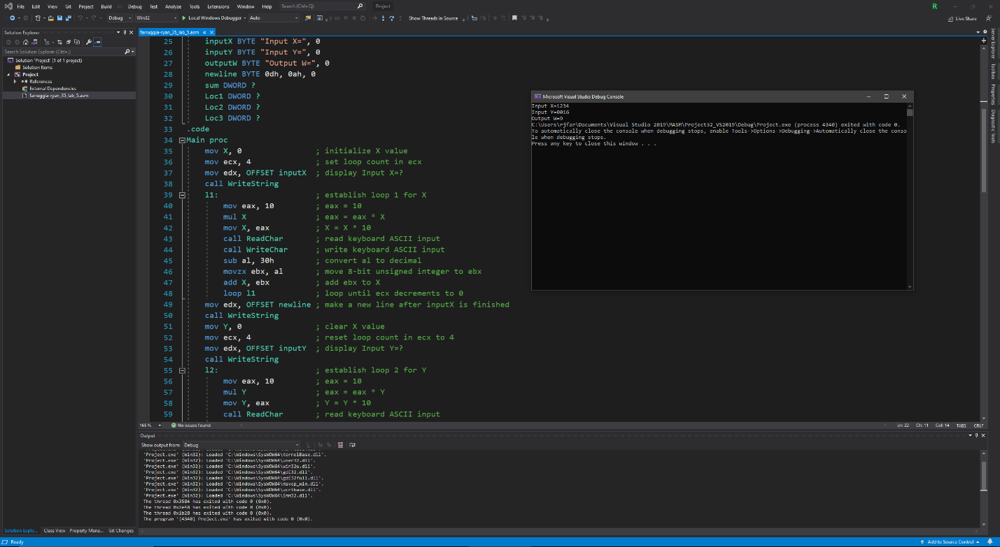 File Edit View Git Project Build Debug Test Analyze Tools Extensions Window Help Search (Ctrl+Q) Project R
Debug Win32 Local Windows Debugger Auto Show Threads in Source Live Share
Solution Explorer
Search Solution Explorer (Ctrl+;)
Solution 'Project' (1 of 1 project)
Solution Items
Project
References
External Dependencies
farruggia-ryan_35_lab_5.asm
farruggia-ryan_35_lab_5.asm
25 inputX BYTE "Input X=", 0
26 inputY BYTE "Input Y=", 0
27 outputW BYTE "Output W=", 0
28 newline BYTE 0dh, 0ah, 0
29 sum DWORD ?
30 Loc1 DWORD ?
31 Loc2 DWORD ?
32 Loc3 DWORD ?
33 .code
34 Main proc
35 mov X, 0 ; initialize X value
36 mov ecx, 4 ; set loop count in ecx
37 mov edx, OFFSET inputX ; display Input X=?
38 call WriteString
39 l1: ; establish loop 1 for X
40 mov eax, 10 ; eax = 10
41 mul X ; eax = eax * X
42 mov X, eax ; X = X * 10
43 call ReadChar ; read keyboard ASCII input
44 call WriteChar ; write keyboard ASCII input
45 sub al, 30h ; convert al to decimal
46 movzx ebx, al ; move 8-bit unsigned integer to ebx
47 add X, ebx ; add ebx to X
48 loop l1 ; loop until ecx decrements to 0
49 mov edx, OFFSET newline ; make a new line after inputX is finished
50 call WriteString
51 mov Y, 0 ; clear X value
52 mov ecx, 4 ; reset loop count in ecx to 4
53 mov edx, OFFSET inputY ; display Input Y=?
54 call WriteString
55 l2: ; establish loop 2 for Y
56 mov eax, 10 ; eax = 10
57 mul Y ; eax = eax * Y
58 mov Y, eax ; Y = Y * 10
59 call ReadChar ; read keyboard ASCII input
Microsoft Visual Studio Debug Console
Input X=1234
Input Y=0016
Output W=9
C:\Users\rjfar\Documents\Visual Studio 2019\MASM\Project32_VS2019\Debug\Project.exe (process 4340) exited with code 0.
To automatically close the console when debugging stops, enable Tools->Options->Debugging->Automatically close the conso
le when debugging stops.
Press any key to close this window . . .
Server Explorer
Toolbox
Properties
Diagnostic Tools
165 % No issues found Ln: 22 Ch: 11 Col: 14 TABS CRLF
Output
Show output from: Debug
'Project.exe' (Win32): Loaded 'C:\Windows\SysWOW64\KernelBase.dll'.
'Project.exe' (Win32): Loaded 'C:\Windows\SysWOW64\user32.dll'.
'Project.exe' (Win32): Loaded 'C:\Windows\SysWOW64\win32u.dll'.
'Project.exe' (Win32): Loaded 'C:\Windows\SysWOW64\gdi32.dll'.
'Project.exe' (Win32): Loaded 'C:\Windows\SysWOW64\gdi32full.dll'.
'Project.exe' (Win32): Loaded 'C:\Windows\SysWOW64\msvcp_win.dll'.
'Project.exe' (Win32): Loaded 'C:\Windows\SysWOW64\ucrtbase.dll'.
'Project.exe' (Win32): Loaded 'C:\Windows\SysWOW64\imm32.dll'.
The thread 0x3584 has exited with code 0 (0x0).
The thread 0x2e48 has exited with code 0 (0x0).
The thread 0x1b28 has exited with code 0 (0x0).
The program '[4340] Project.exe' has exited with code 0 (0x0).
Solution Explo... Class View Property Mana... Git Changes
Ready Add to Source Control